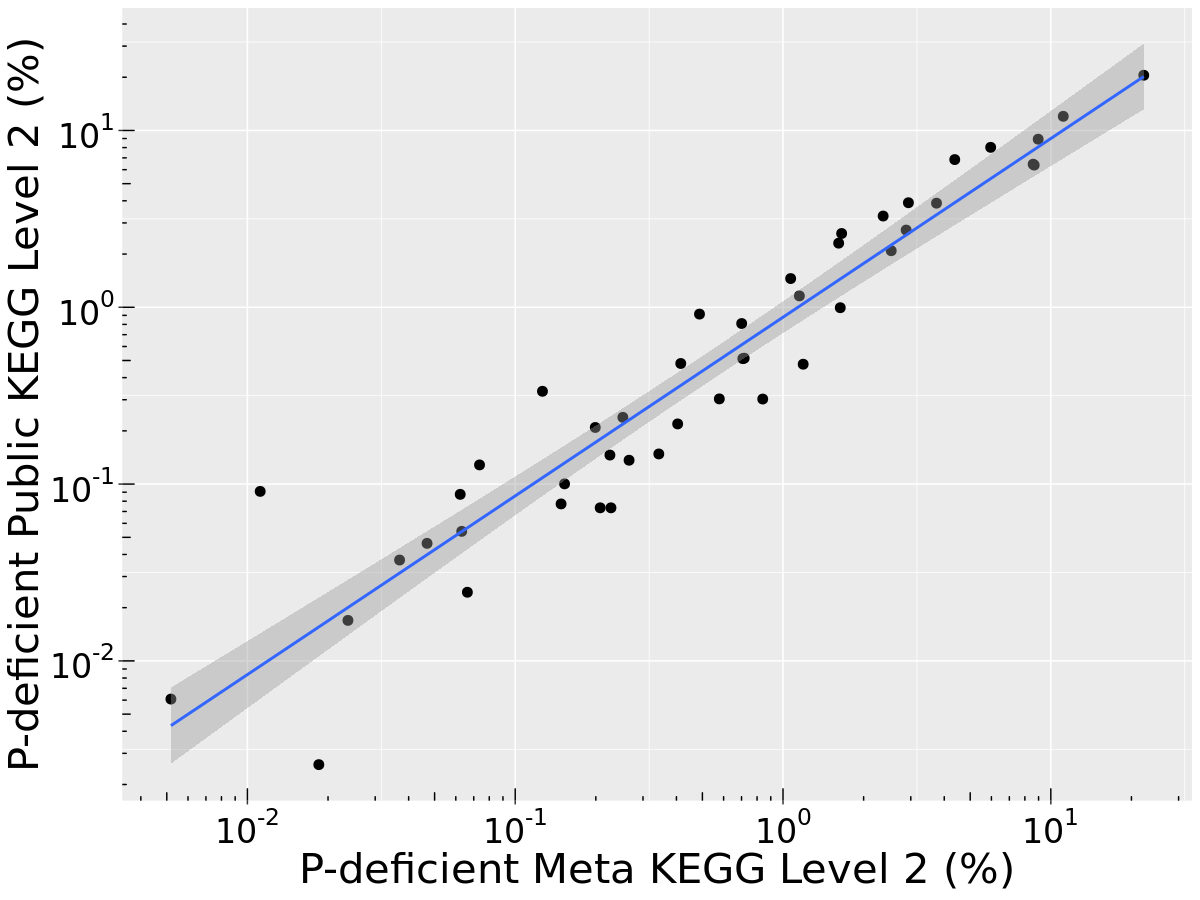 P-deficient Public KEGG Level 2 (%)
10¹
10⁰
10⁻¹
10⁻²
10⁻² 10⁻¹ 10⁰ 10¹
P-deficient Meta KEGG Level 2 (%)